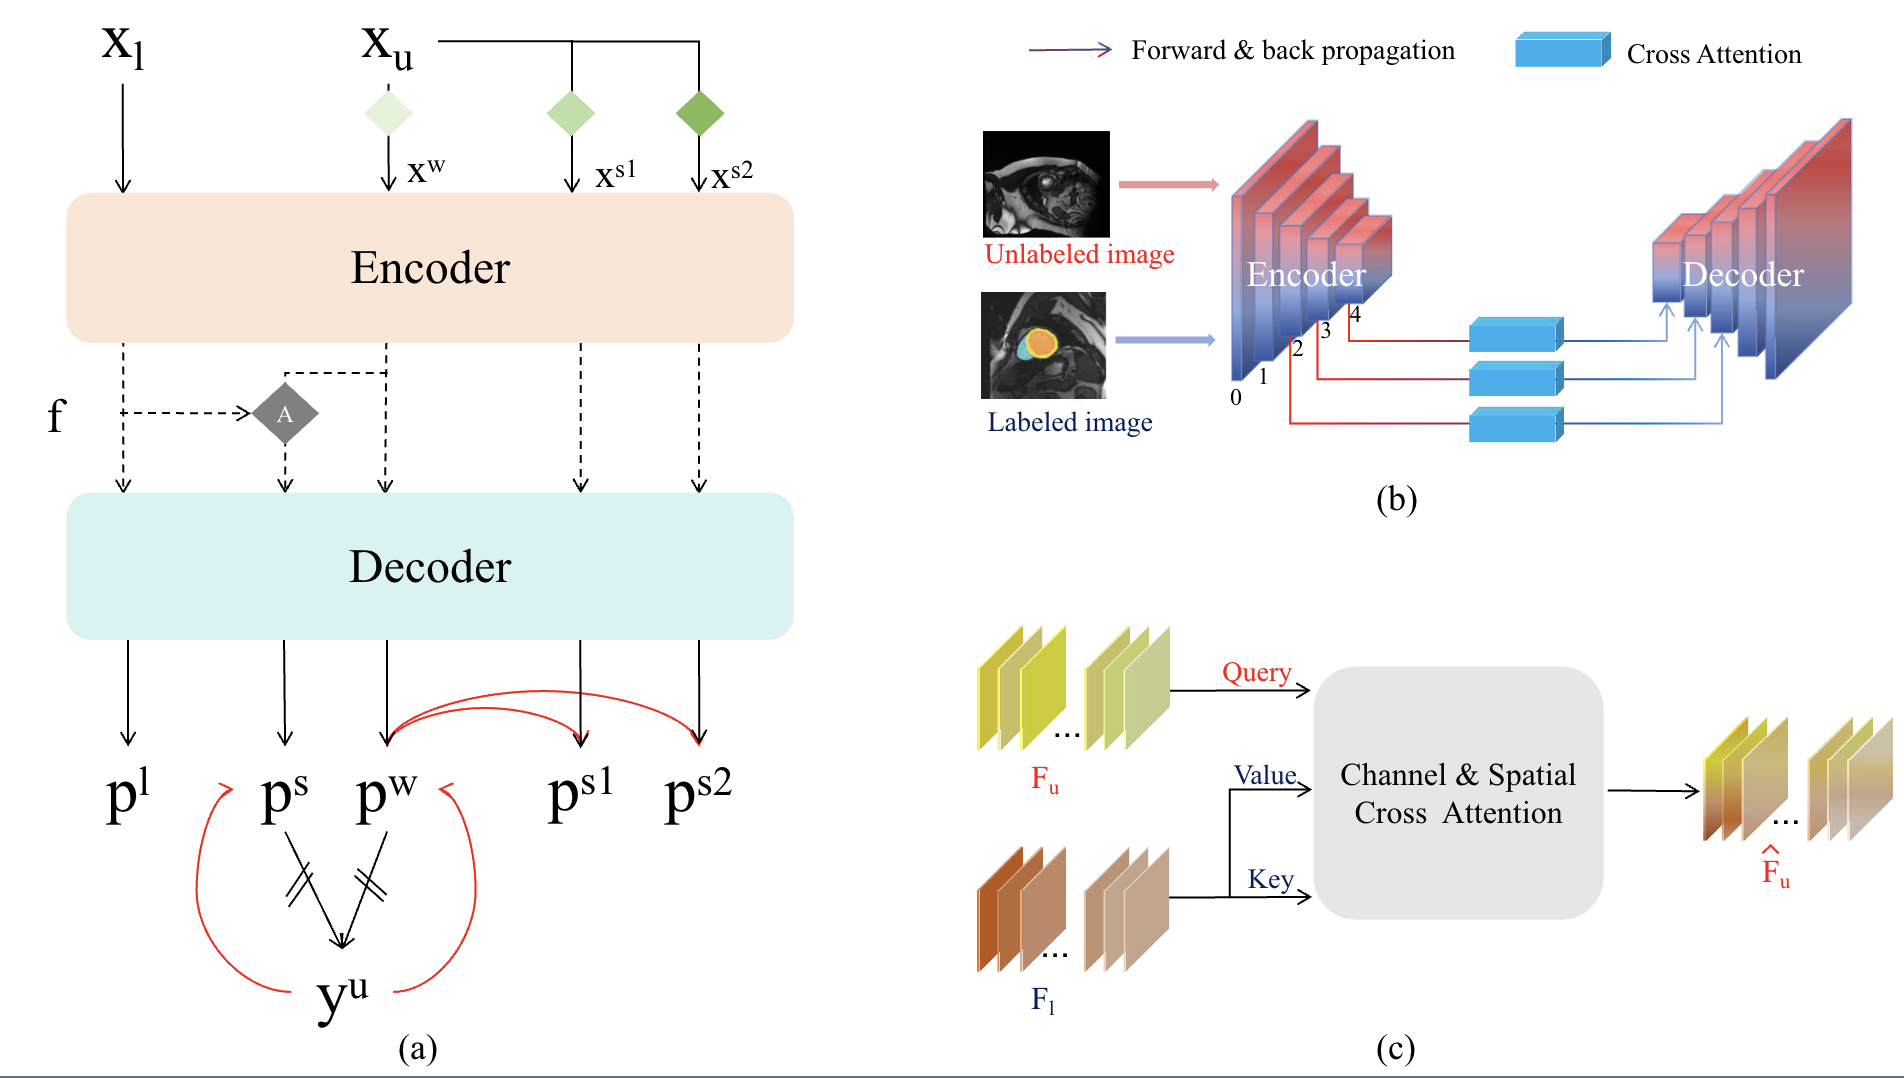 x_l
x_u
x^w
x^s1
x^s2
Encoder
f
A
Decoder
p^l
p^s
p^w
p^s1
p^s2
y^u
(a)
Forward & back propagation
Cross Attention
Unlabeled image
Labeled image
Encoder
Decoder
0
1
2
3
4
(b)
Query
Value
Key
F_u
...
F_l
...
Channel & Spatial
Cross Attention
...
F̂_u
(c)